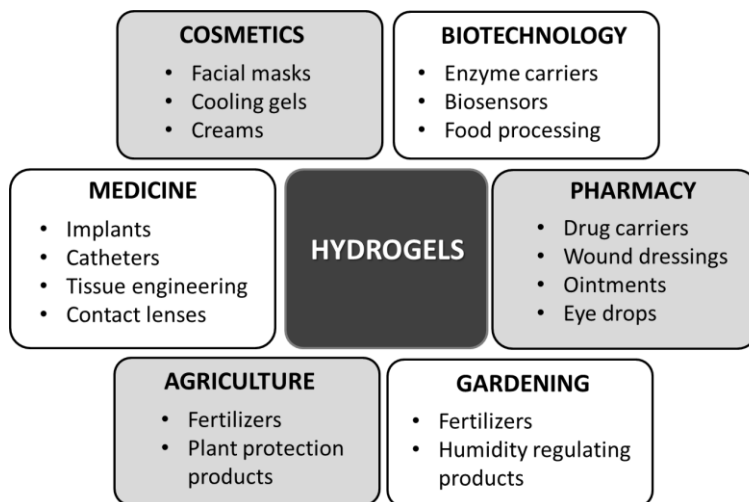 COSMETICS
• Facial masks
• Cooling gels
• Creams
BIOTECHNOLOGY
• Enzyme carriers
• Biosensors
• Food processing
MEDICINE
• Implants
• Catheters
• Tissue engineering
• Contact lenses
HYDROGELS
PHARMACY
• Drug carriers
• Wound dressings
• Ointments
• Eye drops
AGRICULTURE
• Fertilizers
• Plant protection
products
GARDENING
• Fertilizers
• Humidity regulating
products